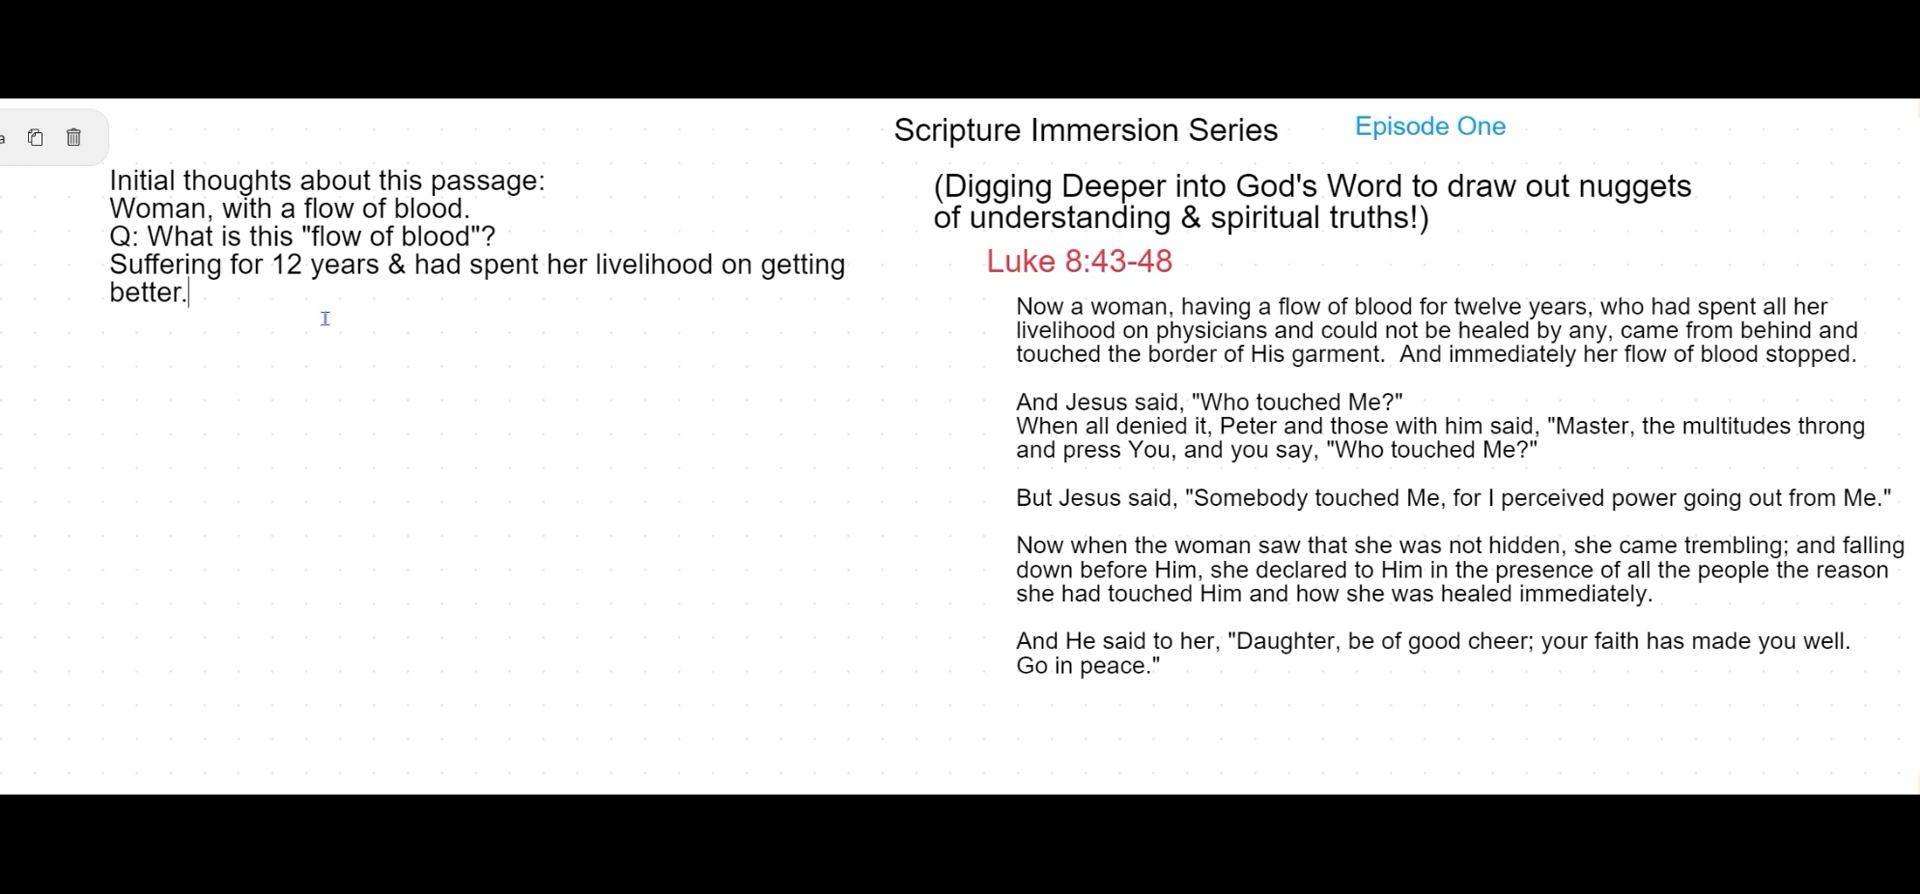 a
Initial thoughts about this passage:
Woman, with a flow of blood.
Q: What is this "flow of blood"?
Suffering for 12 years & had spent her livelihood on getting
better.
Scripture Immersion Series
Episode One
(Digging Deeper into God's Word to draw out nuggets
of understanding & spiritual truths!)
Luke 8:43-48
Now a woman, having a flow of blood for twelve years, who had spent all her
livelihood on physicians and could not be healed by any, came from behind and
touched the border of His garment.  And immediately her flow of blood stopped.
And Jesus said, "Who touched Me?"
When all denied it, Peter and those with him said, "Master, the multitudes throng
and press You, and you say, "Who touched Me?"
But Jesus said, "Somebody touched Me, for I perceived power going out from Me."
Now when the woman saw that she was not hidden, she came trembling; and falling
down before Him, she declared to Him in the presence of all the people the reason
she had touched Him and how she was healed immediately.
And He said to her, "Daughter, be of good cheer; your faith has made you well.
Go in peace."